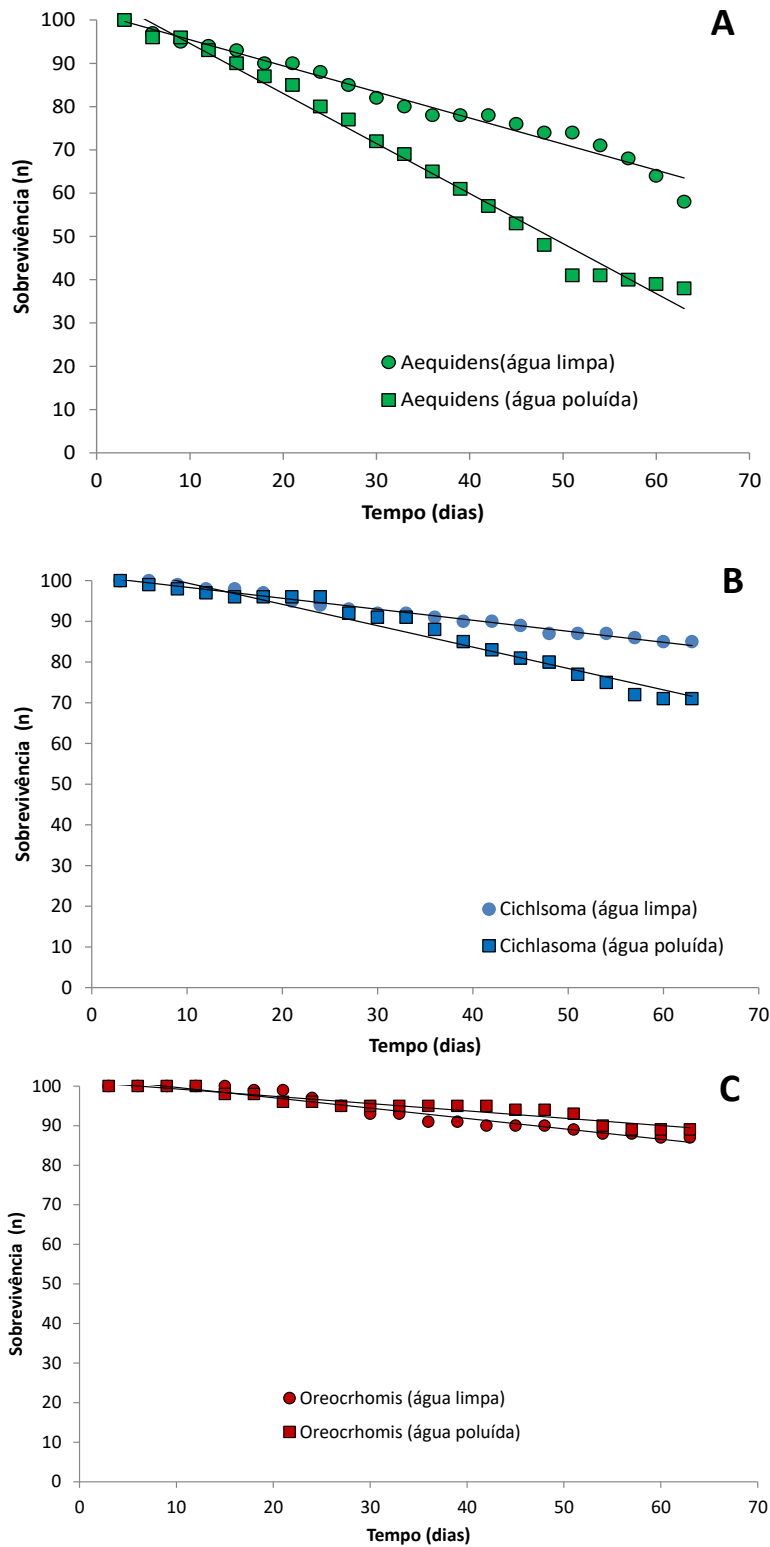 A
100
90
80
70
60
50
40
30
20
10
0
Sobrevivência (n)
Aequidens(água limpa)
Aequidens (água poluída)
0 10 20 30 40 50 60 70
Tempo (dias)
B
100
90
80
70
60
50
40
30
20
10
0
Sobrevivência (n)
Cichlsoma (água limpa)
Cichlasoma (água poluída)
0 10 20 30 40 50 60 70
Tempo (dias)
C
100
90
80
70
60
50
40
30
20
10
0
Sobrevivência (n)
Oreocrhomis (água limpa)
Oreocrhomis (água poluída)
0 10 20 30 40 50 60 70
Tempo (dias)